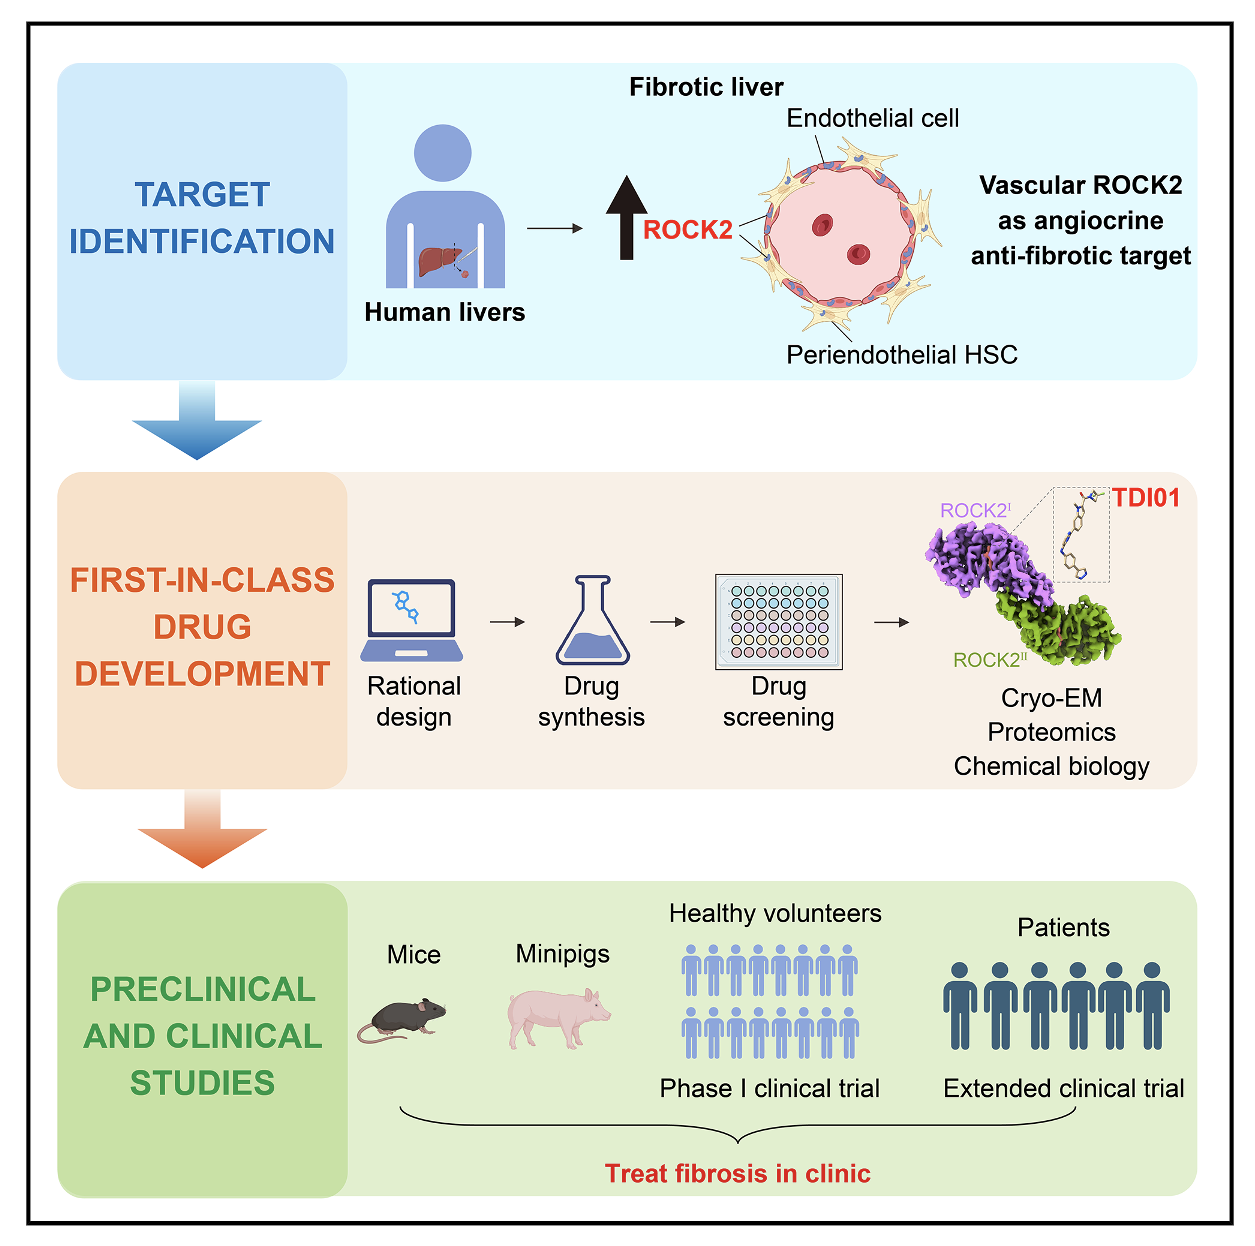 TARGET
IDENTIFICATION
Fibrotic liver
Endothelial cell
ROCK2
Human livers
Periendothelial HSC
Vascular ROCK2
as angiocrine
anti-fibrotic target
FIRST-IN-CLASS
DRUG
DEVELOPMENT
Rational
design
Drug
synthesis
Drug
screening
ROCK2ᴵ
TDI01
ROCK2ᴵᴵ
Cryo-EM
Proteomics
Chemical biology
PRECLINICAL
AND CLINICAL
STUDIES
Mice
Minipigs
Healthy volunteers
Phase I clinical trial
Patients
Extended clinical trial
Treat fibrosis in clinic